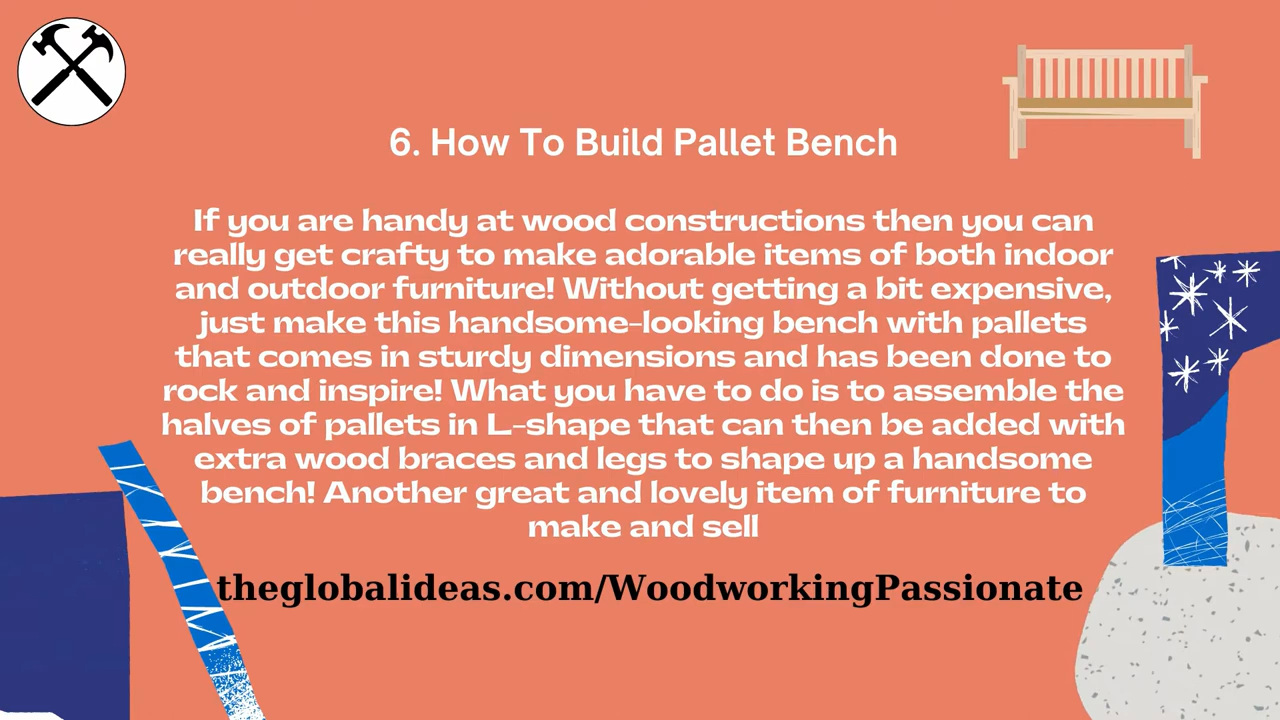 6. How To Build Pallet Bench
If you are handy at wood constructions then you can
really get crafty to make adorable items of both indoor
and outdoor furniture! Without getting a bit expensive,
just make this handsome-looking bench with pallets
that comes in sturdy dimensions and has been done to
rock and inspire! What you have to do is to assemble the
halves of pallets in L-shape that can then be added with
extra wood braces and legs to shape up a handsome
bench! Another great and lovely item of furniture to
make and sell
theglobalideas.com/WoodworkingPassionate